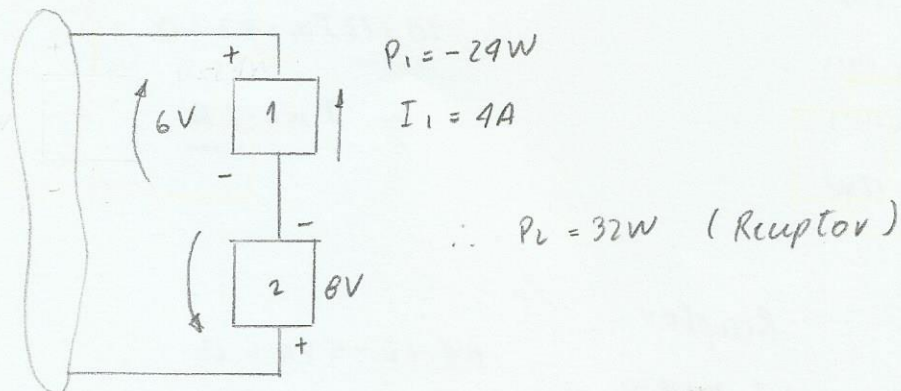 +
P₁ = -24W
6V
1
I₁ = 4A
-
-
∴ P₂ = 32W (Receptor)
2
8V
+